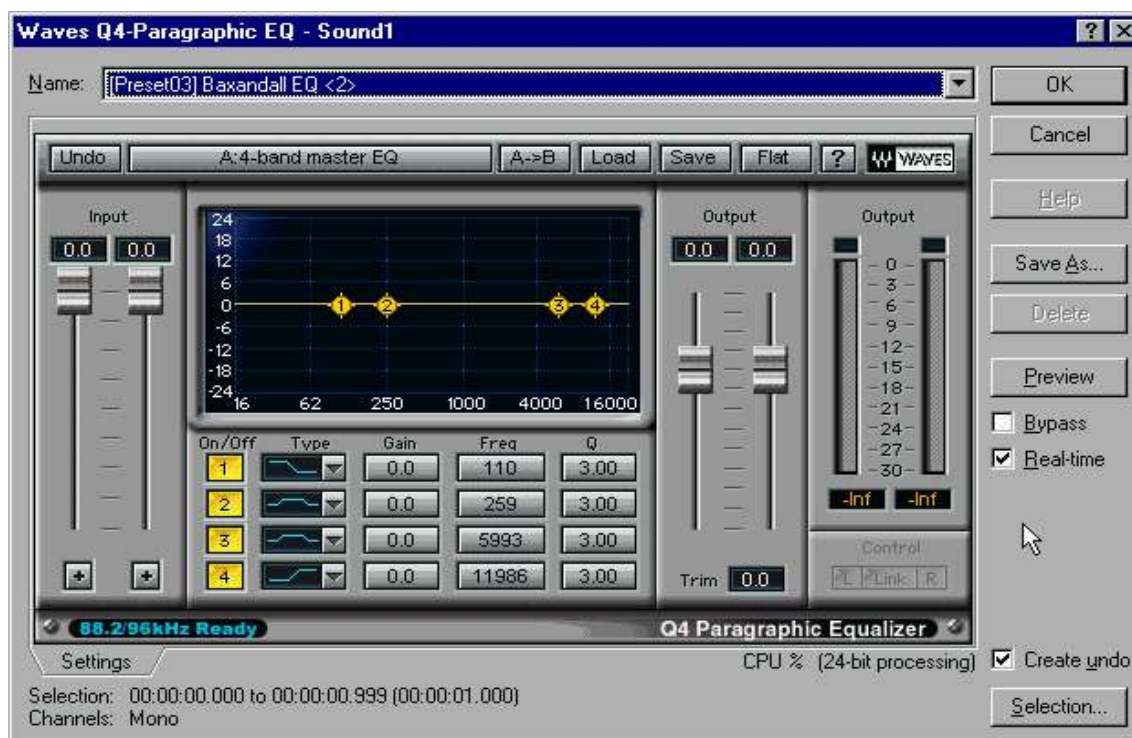 Waves Q4-Paragraphic EQ - Sound1
Name: [Preset03] Baxandall EQ <2>
OK
Cancel
Help
Save As...
Delete
Preview
Bypass
Real-time
Undo A:4-band master EQ A->B Load Save Flat ? WAVES
Input
0.0 0.0
24
18
12
6
0
-6
-12
-18
-24
16 62 250 1000 4000 16000
1 2 3 4
On/Off Type Gain Freq Q
1 0.0 110 3.00
2 0.0 259 3.00
3 0.0 5993 3.00
4 0.0 11986 3.00
Output
0.0 0.0
Trim 0.0
Output
0
3
6
9
12
15
18
21
24
27
30
-Inf -Inf
Control
L Link R
88.2/96kHz Ready
Q4 Paragraphic Equalizer
Settings
CPU % (24-bit processing)
Create undo
Selection: 00:00:00.000 to 00:00:00.999 (00:00:01.000)
Channels: Mono
Selection...